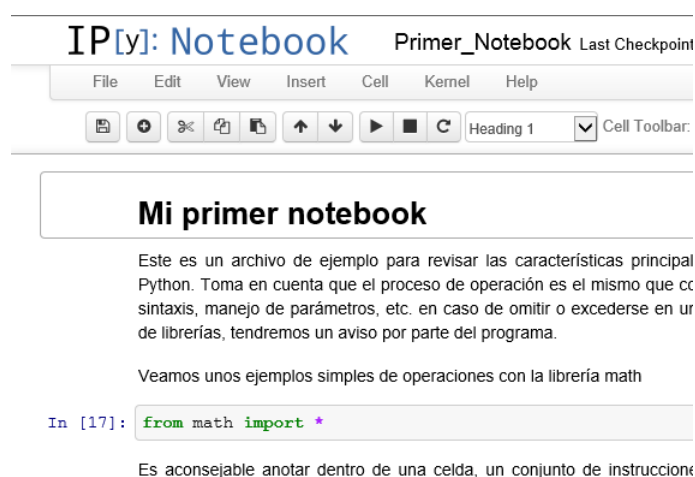 IP[y]: Notebook Primer_Notebook Last Checkpoint
File Edit View Insert Cell Kernel Help
Heading 1 Cell Toolbar:
Mi primer notebook
Este es un archivo de ejemplo para revisar las características principal
Python. Toma en cuenta que el proceso de operación es el mismo que co
sintaxis, manejo de parámetros, etc. en caso de omitir o excederse en un
de librerías, tendremos un aviso por parte del programa.
Veamos unos ejemplos simples de operaciones con la librería math
In [17]: from math import *
Es aconsejable anotar dentro de una celda, un conjunto de instruccione